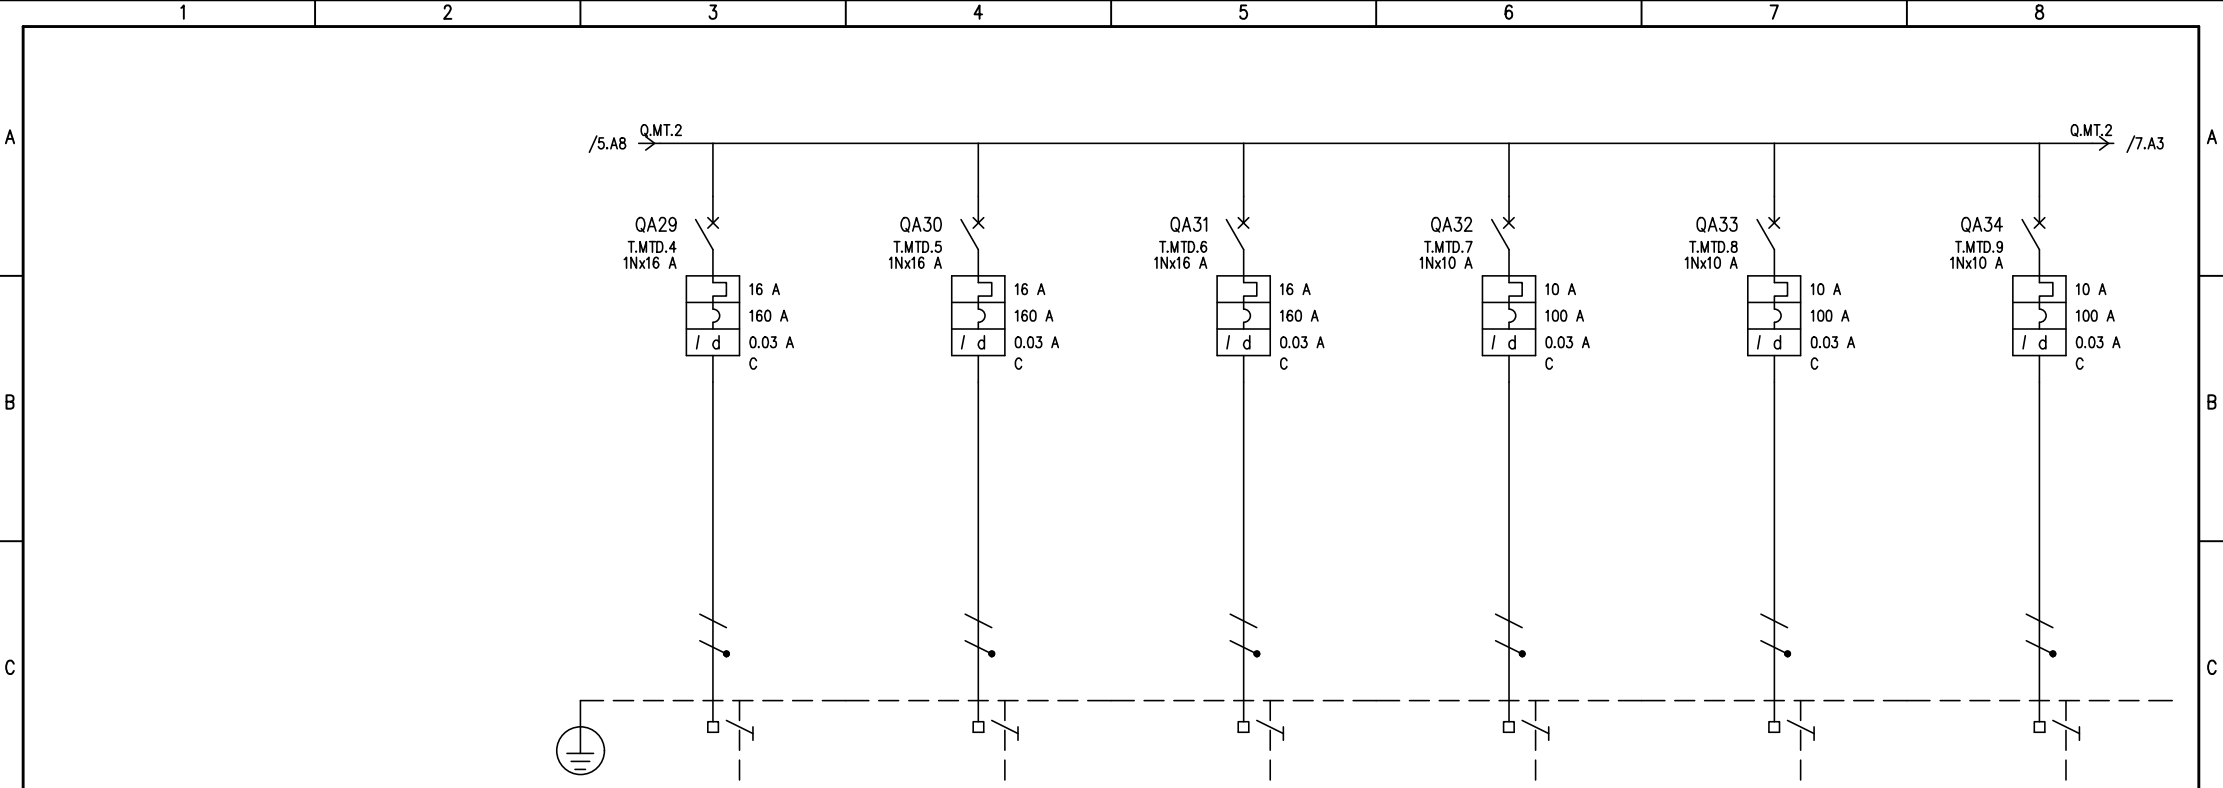 1 2 3 4 5 6 7 8
A A
Q.MT.2 Q.MT.2
/5.A8 /7.A3
QA29 QA30 QA31 QA32 QA33 QA34
T.MTD.4 T.MTD.5 T.MTD.6 T.MTD.7 T.MTD.8 T.MTD.9
1Nx16 A 1Nx16 A 1Nx16 A 1Nx10 A 1Nx10 A 1Nx10 A
16 A 16 A 16 A 10 A 10 A 10 A
160 A 160 A 160 A 100 A 100 A 100 A
I d 0.03 A I d 0.03 A I d 0.03 A I d 0.03 A I d 0.03 A I d 0.03 A
C C C C C C
B B
C C